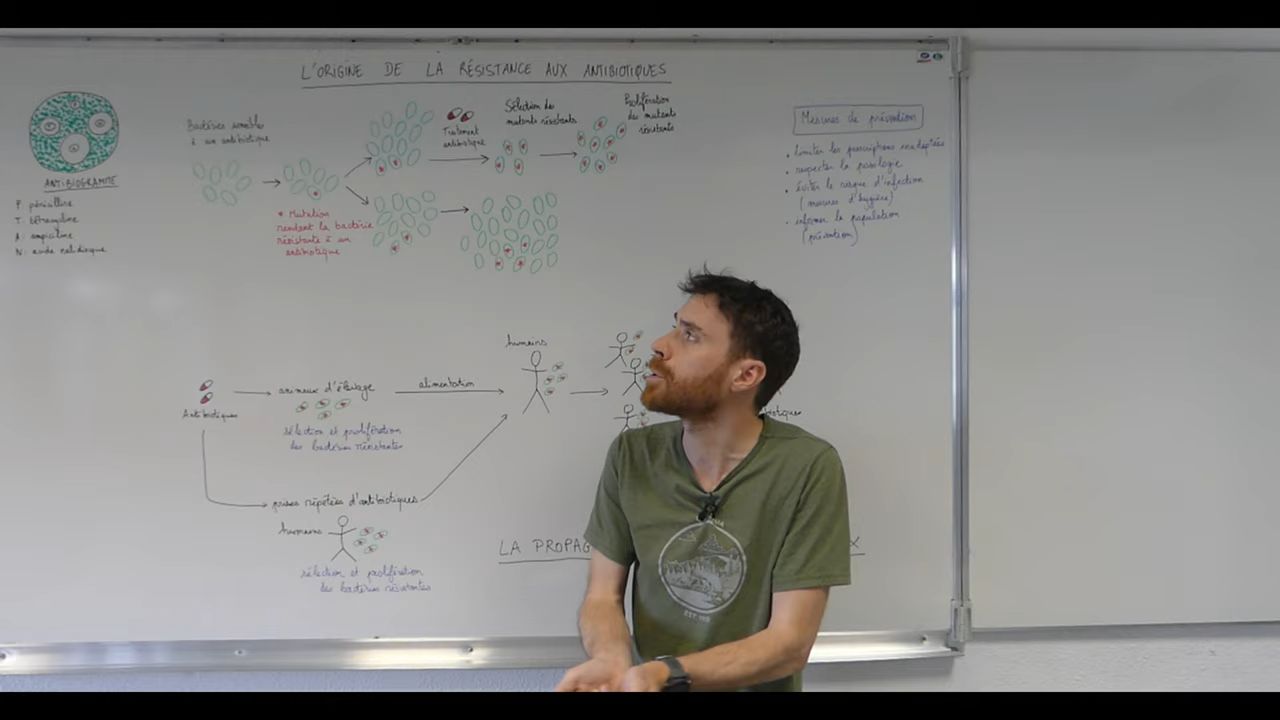 L'ORIGINE DE LA RÉSISTANCE AUX ANTIBIOTIQUES
ANTIBIOGRAMME
P: pénicilline
T: tétracycline
A: ampicilline
N: acide nalidixique
Bactéries sensibles
à un antibiotique
* Mutation
rendant la bactérie
résistante à un
antibiotique
Traitement
antibiotique
Sélection des
mutants résistants
Prolifération
des mutants
résistants
Mesures de prévention
• limiter les prescriptions inadaptées
• respecter la posologie
• éviter le risque d'infection
(mesures d'hygiène)
• informer la population
(prévention)
Antibiotiques
animaux d'élevage
sélection et prolifération
des bactéries résistantes
alimentation
humains
prises répétées d'antibiotiques
humains
sélection et prolifération
des bactéries résistantes
LA PROPAG
EST